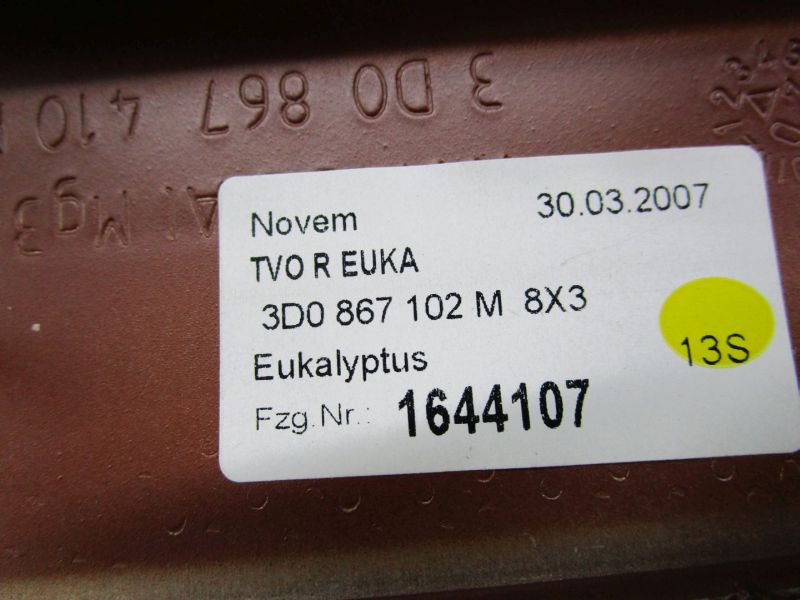 3 D0 867 410
Mg3
Novem 30.03.2007
TVO R EUKA
3D0 867 102 M 8X3
Eukalyptus 13S
Fzg.Nr.: 1644107